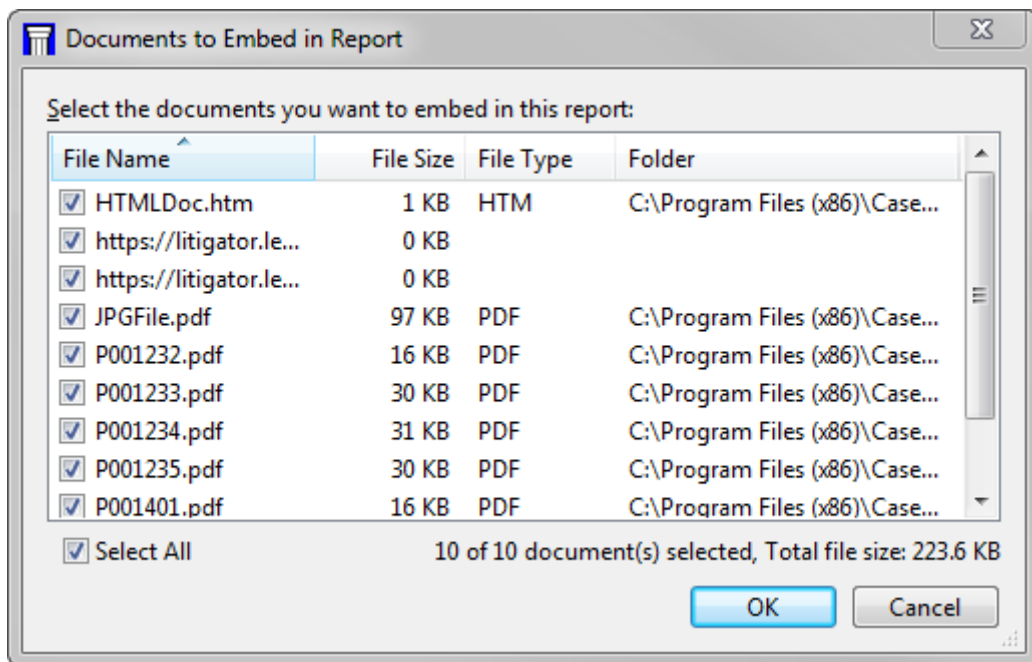 Documents to Embed in Report
Select the documents you want to embed in this report:
File Name File Size File Type Folder
HTMLDoc.htm 1 KB HTM C:\Program Files (x86)\Case...
https://litigator.le... 0 KB
https://litigator.le... 0 KB
JPGFile.pdf 97 KB PDF C:\Program Files (x86)\Case...
P001232.pdf 16 KB PDF C:\Program Files (x86)\Case...
P001233.pdf 30 KB PDF C:\Program Files (x86)\Case...
P001234.pdf 31 KB PDF C:\Program Files (x86)\Case...
P001235.pdf 30 KB PDF C:\Program Files (x86)\Case...
P001401.pdf 16 KB PDF C:\Program Files (x86)\Case...
Select All 10 of 10 document(s) selected, Total file size: 223.6 KB
OK Cancel